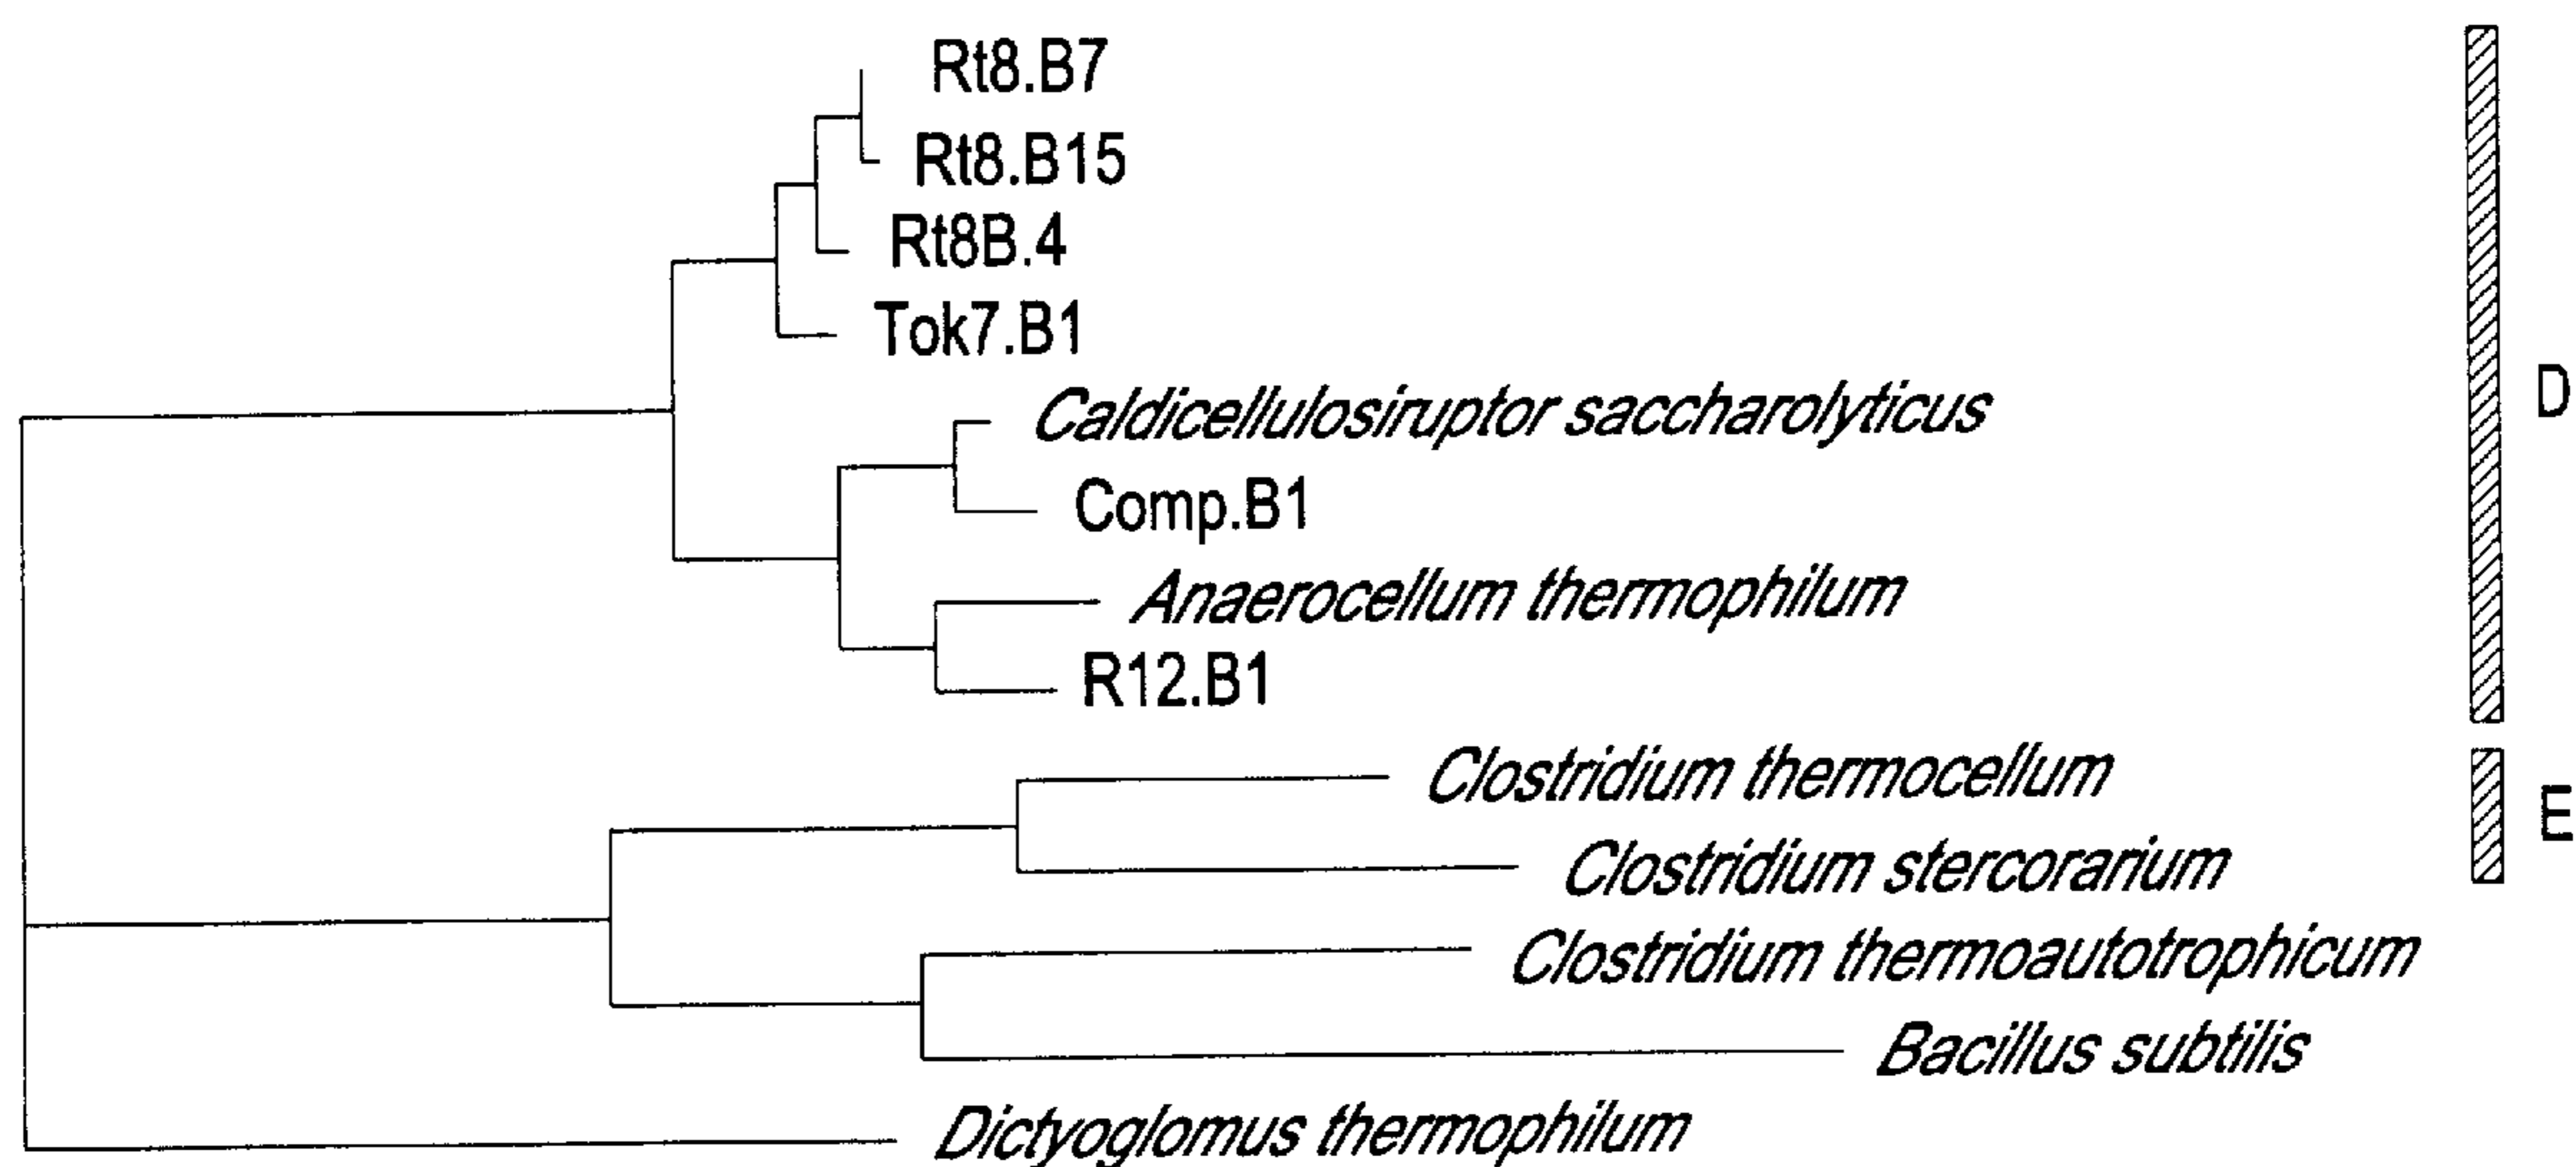 Rt8.B7
Rt8.B15
Rt8B.4
Tok7.B1
Caldicellulosiruptor saccharolyticus
D
Comp.B1
Anaerocellum thermophilum
R12.B1
Clostridium thermocellum
E
Clostridium stercorarium
Clostridium thermoautotrophicum
Bacillus subtilis
Dictyoglomus thermophilum